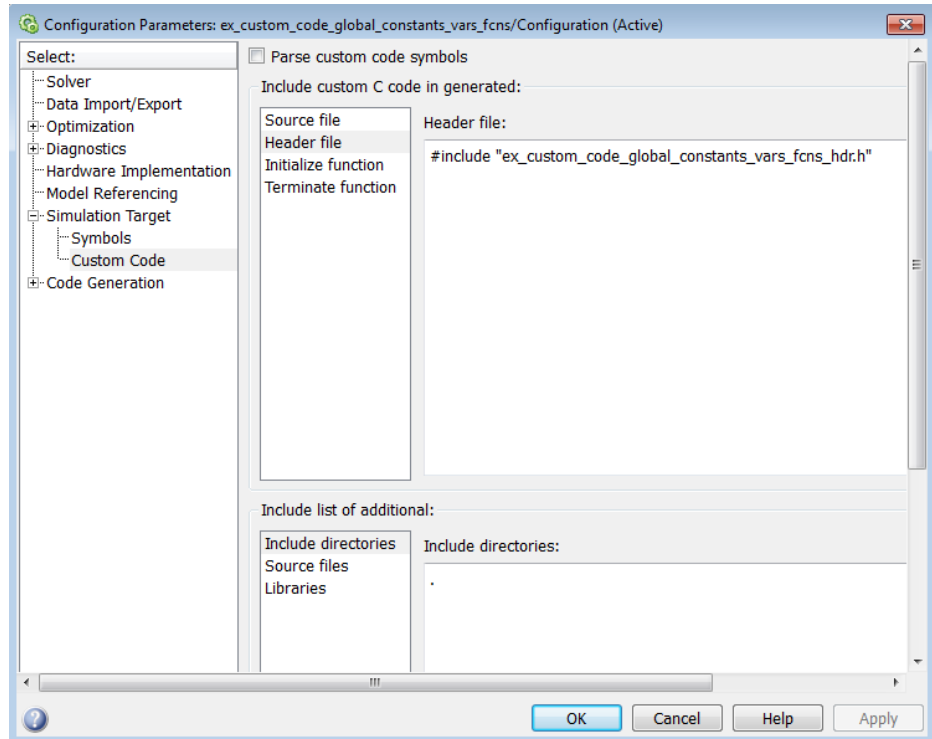 Configuration Parameters: ex_custom_code_global_constants_vars_fcns/Configuration (Active)
Select:
Solver
Data Import/Export
Optimization
Diagnostics
Hardware Implementation
Model Referencing
Simulation Target
Symbols
Custom Code
Code Generation
Parse custom code symbols
Include custom C code in generated:
Source file
Header file
Initialize function
Terminate function
Header file:
#include "ex_custom_code_global_constants_vars_fcns_hdr.h"
Include list of additional:
Include directories
Source files
Libraries
Include directories:
.
OK
Cancel
Help
Apply